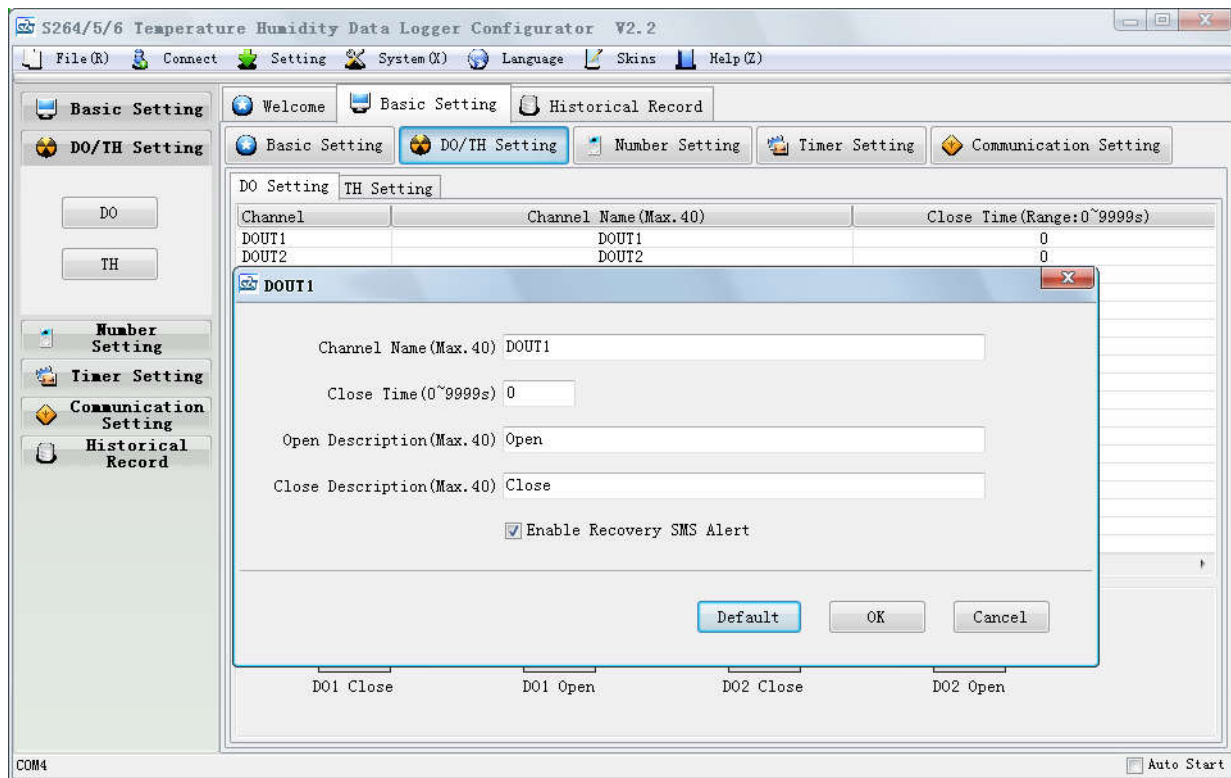 S264/5/6 Temperature Humidity Data Logger Configurator V2.2
File(R) Connect Setting System(X) Language Skins Help(Z)
Basic Setting
DO/TH Setting
DO
TH
Number
Setting
Timer Setting
Communication
Setting
Historical
Record
Welcome Basic Setting Historical Record
Basic Setting DO/TH Setting Number Setting Timer Setting Communication Setting
DO Setting TH Setting
Channel Channel Name(Max.40) Close Time(Range:0~9999s)
DOUT1 DOUT1 0
DOUT2 DOUT2 0
DOUT1
Channel Name(Max.40) DOUT1
Close Time(0~9999s) 0
Open Description(Max.40) Open
Close Description(Max.40) Close
Enable Recovery SMS Alert
Default OK Cancel
DO1 Close DO1 Open DO2 Close DO2 Open
COM4 Auto Start